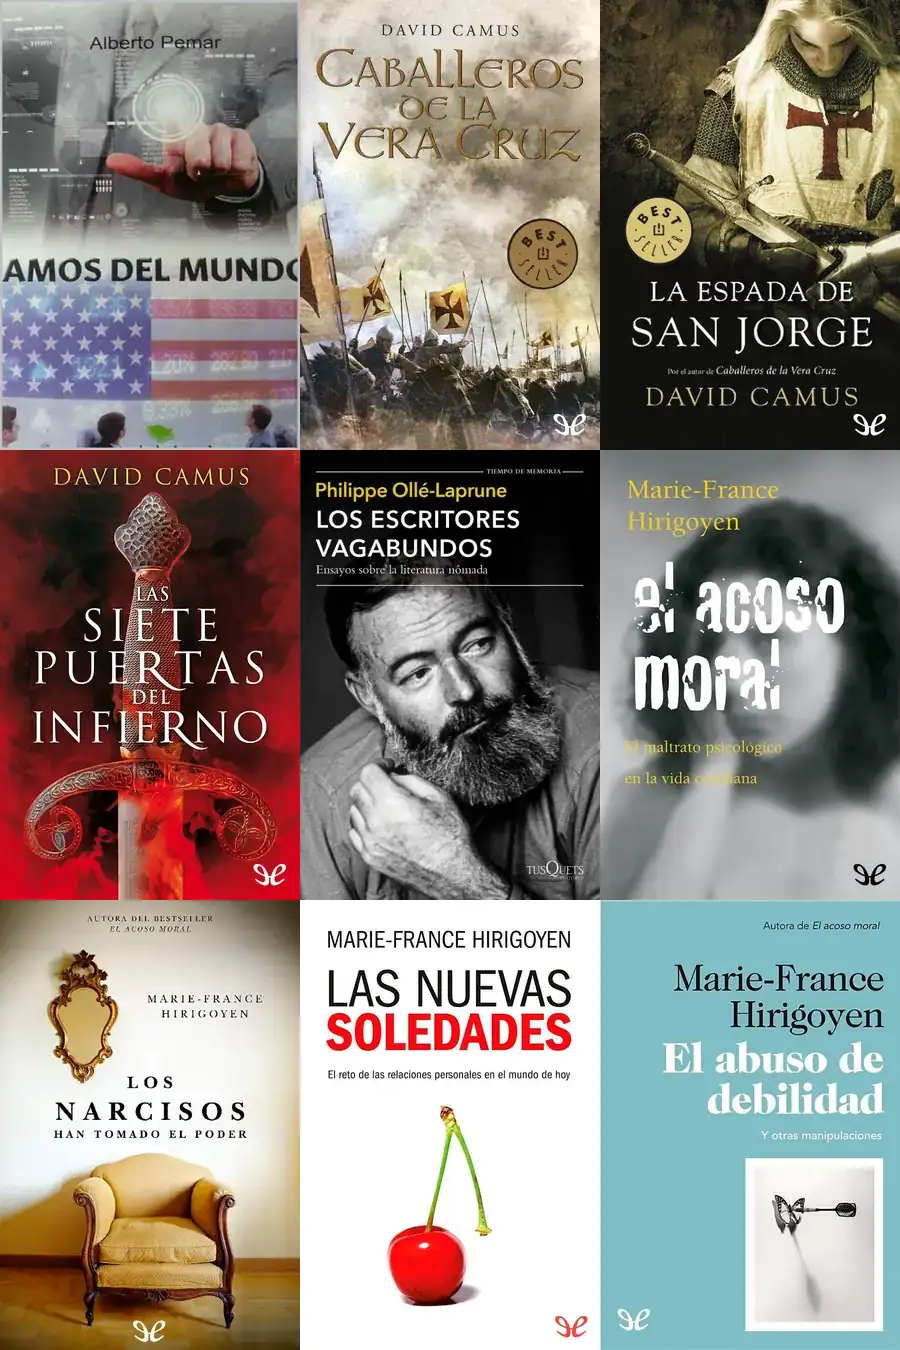 Alberto Pemar
AMOS DEL MUNDO
DAVID CAMUS
CABALLEROS
DE LA
VERA CRUZ
BEST
SELLER
BEST
SELLER
LA ESPADA DE
SAN JORGE
Por el autor de Caballeros de la Vera Cruz
DAVID CAMUS
DAVID CAMUS
LAS
SIETE
PUERTAS
DEL
INFIERNO
TIEMPO DE MEMORIA
Philippe Ollé-Laprune
LOS ESCRITORES
VAGABUNDOS
Ensayos sobre la literatura nómada
TUSQUETS
Marie-France
Hirigoyen
el acoso
moral
El maltrato psicológico
en la vida cotidiana
AUTORA DEL BESTSELLER
EL ACOSO MORAL
MARIE-FRANCE
HIRIGOYEN
LOS
NARCISOS
HAN TOMADO EL PODER
MARIE-FRANCE HIRIGOYEN
LAS NUEVAS
SOLEDADES
El reto de las relaciones personales en el mundo de hoy
Autora de El acoso moral
Marie-France
Hirigoyen
El abuso de
debilidad
Y otras manipulaciones